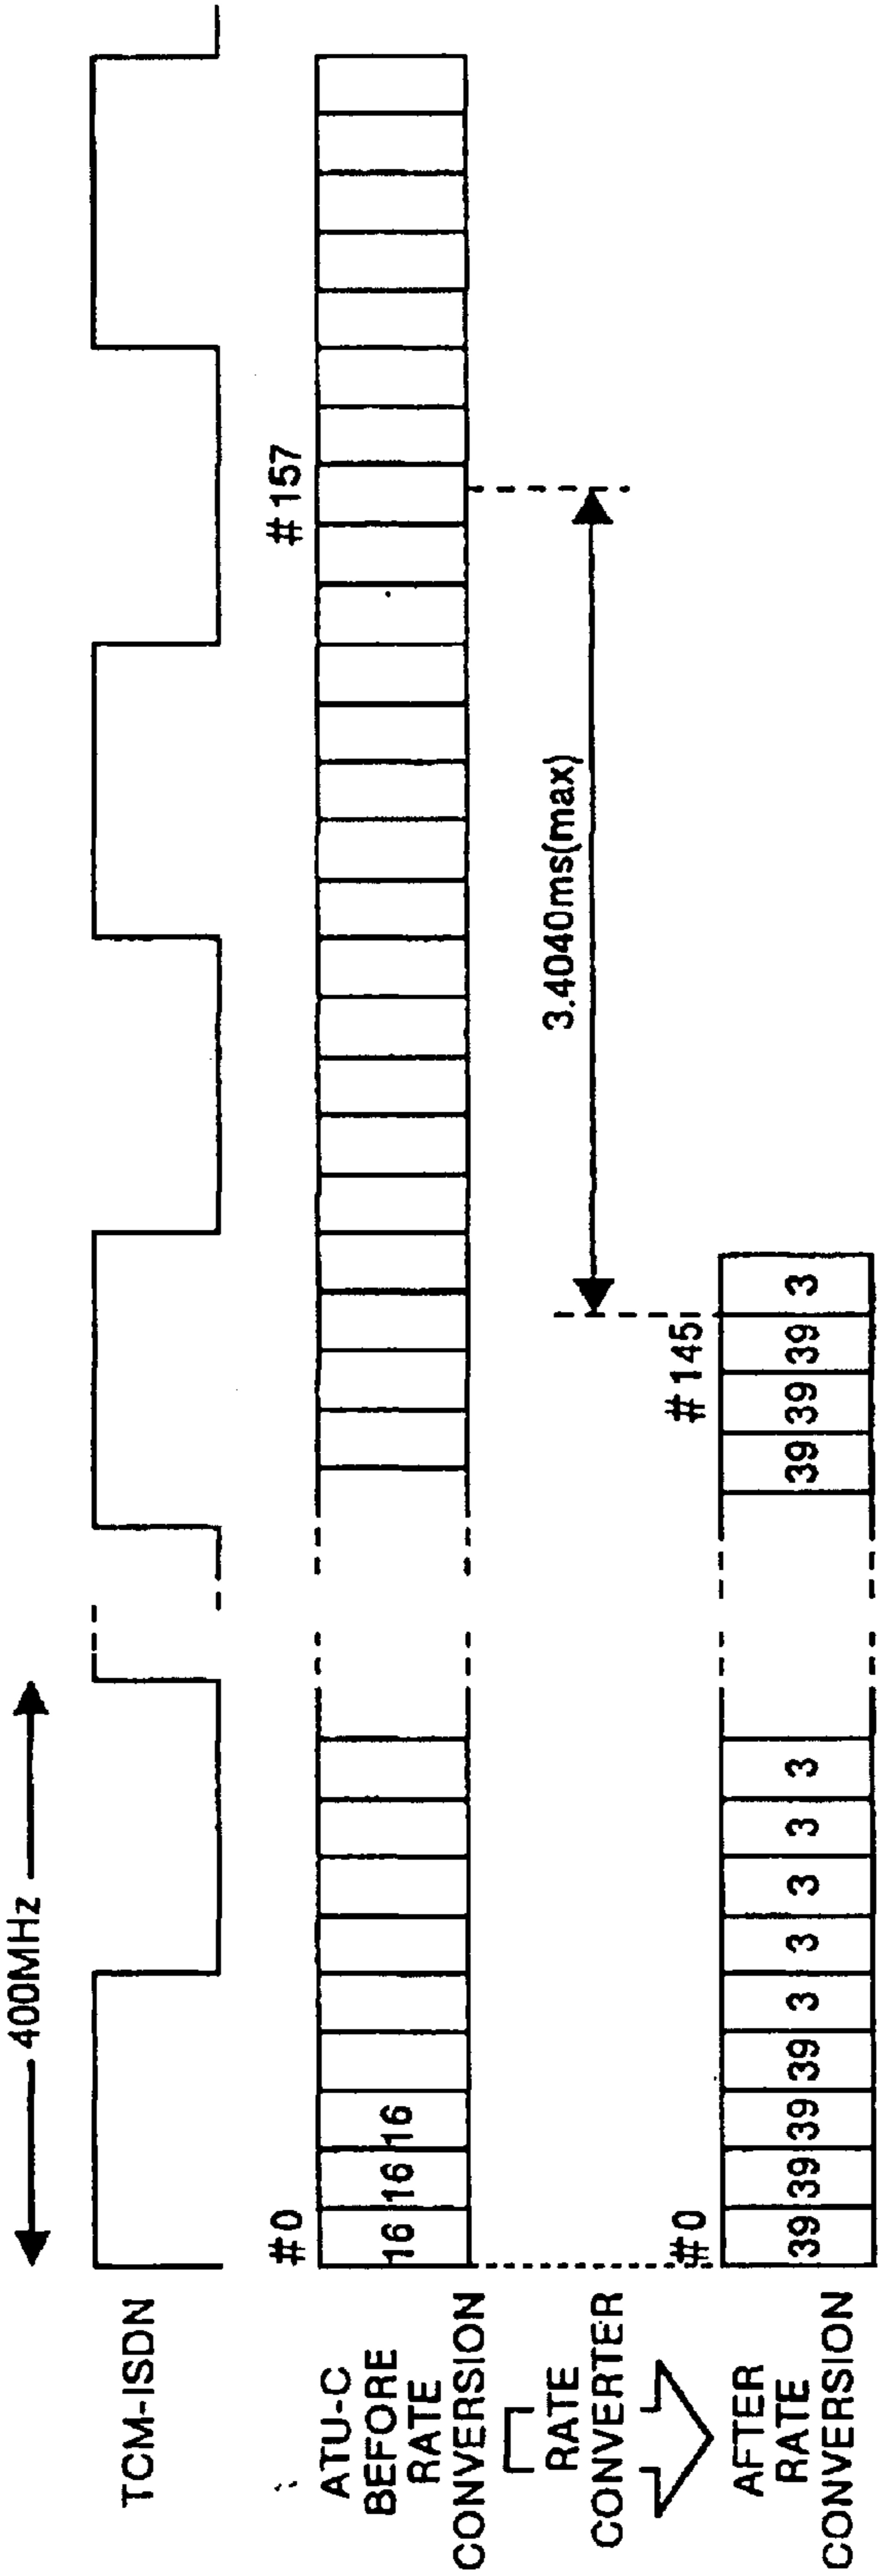 400MHz
TCM-ISDN
#0
#157
ATU-C
BEFORE
RATE
CONVERSION
16 16 16
RATE
CONVERTER
3.4040ms(max)
#0
#145
AFTER
RATE
CONVERSION
39 39 39 39 3 3 3 3 3 39 39 39 3